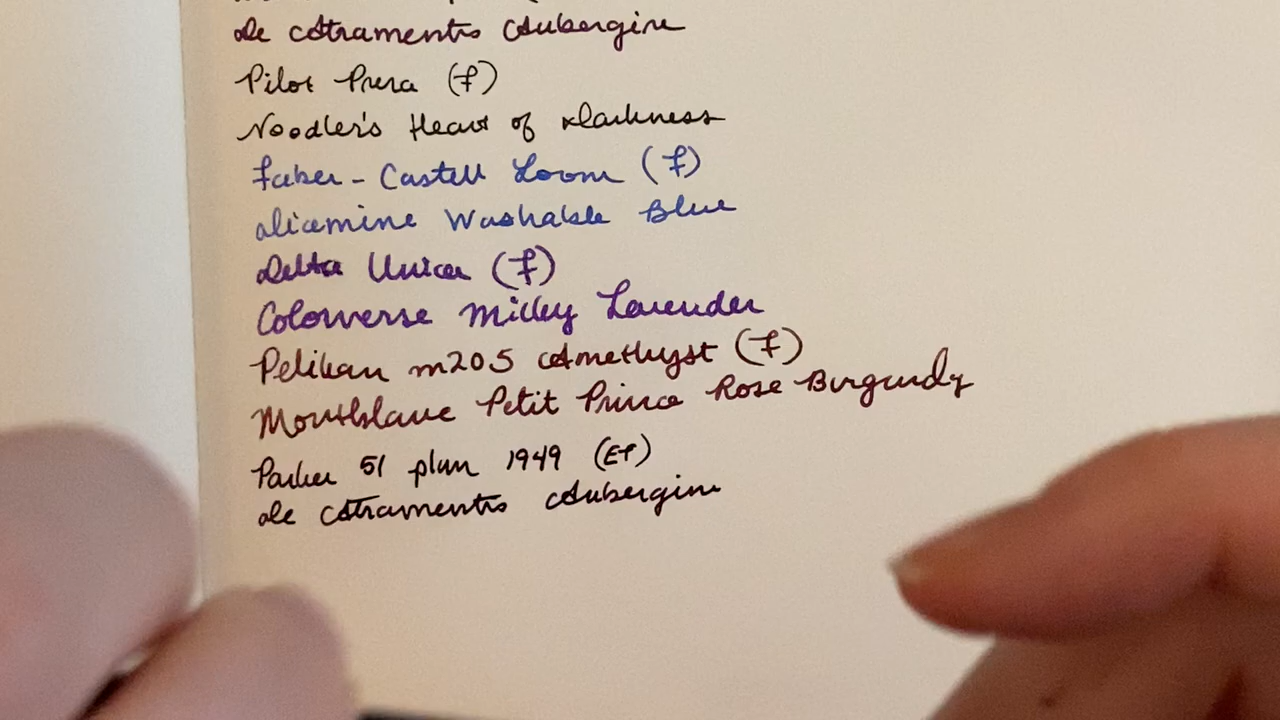 De Atramentis Aubergine
Pilot Prera (f)
Noodler's Heart of Darkness
Faber-Castell Loom (f)
Diamine Washable Blue
Delta Unica (f)
Colorverse Milky Lavender
Pelikan m205 Amethyst (f)
Montblanc Petit Prince Rose Burgundy
Parker 51 plum 1949 (EF)
De Atramentis Aubergine